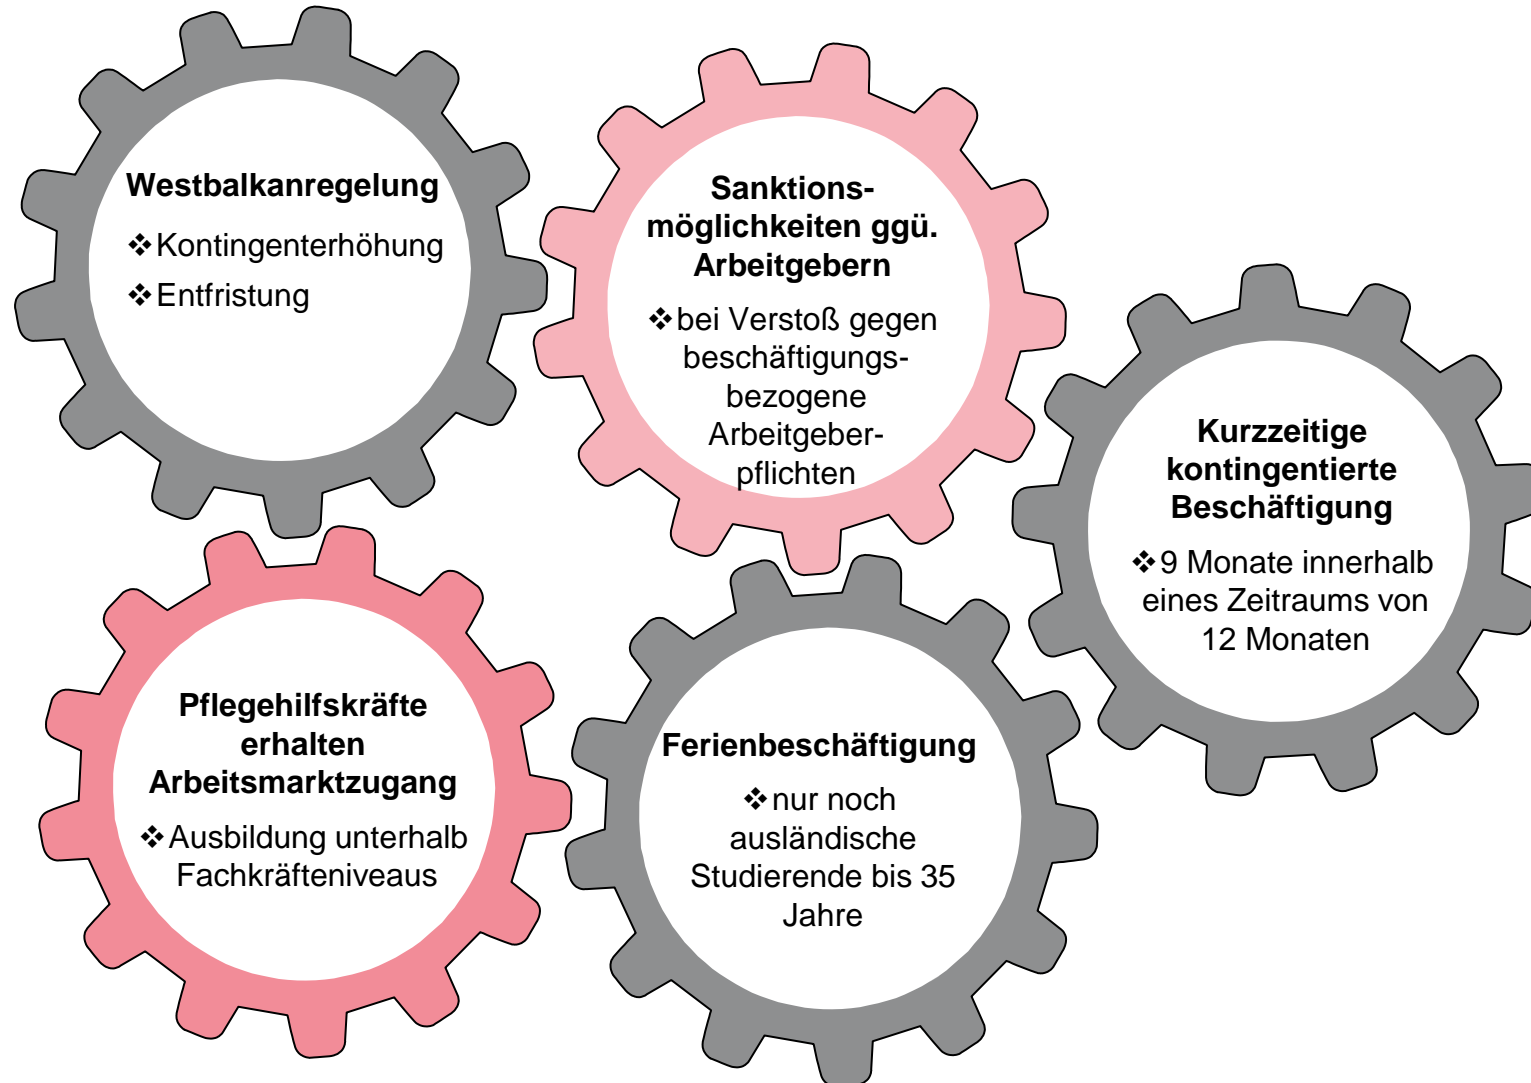 Westbalkanregelung
❖Kontingenterhöhung
❖Entfristung
Sanktions-
möglichkeiten ggü.
Arbeitgebern
❖bei Verstoß gegen
beschäftigungs-
bezogene
Arbeitgeber-
pflichten
Kurzzeitige
kontingentierte
Beschäftigung
❖9 Monate innerhalb
eines Zeitraums von
12 Monaten
Pflegehilfskräfte
erhalten
Arbeitsmarktzugang
❖Ausbildung unterhalb
Fachkräfteniveaus
Ferienbeschäftigung
❖nur noch
ausländische
Studierende bis 35
Jahre